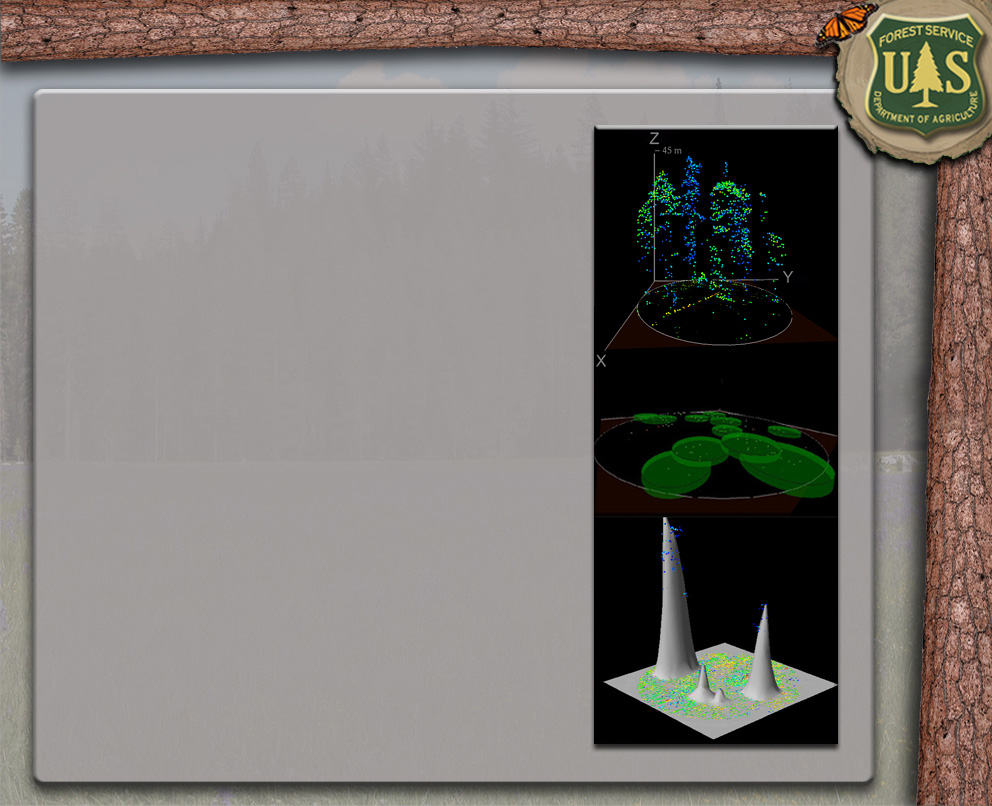 FOREST SERVICE
U S
DEPARTMENT OF AGRICULTURE
Z
45 m
Y
X